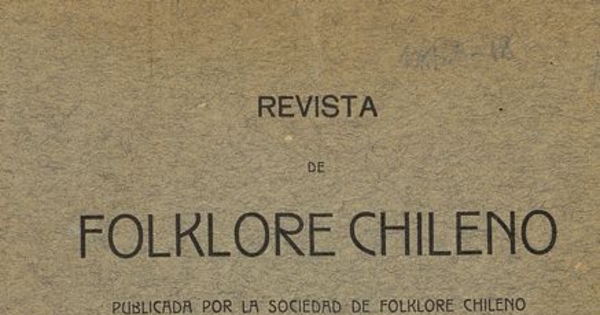 REVISTA
DE
FOLKLORE CHILENO
PUBLICADA POR LA SOCIEDAD DE FOLKLORE CHILENO